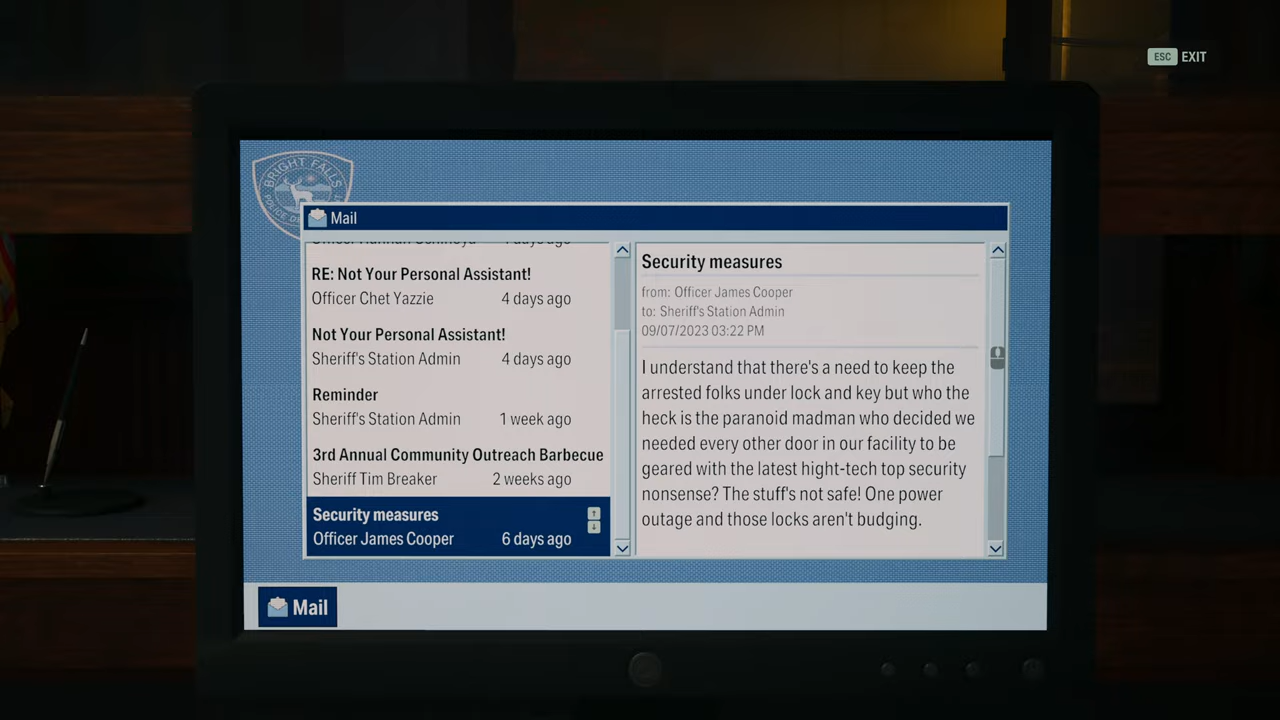 ESC EXIT
BRIGHT FALLS
Mail
RE: Not Your Personal Assistant!
Officer Chet Yazzie 4 days ago
Not Your Personal Assistant!
Sheriff's Station Admin 4 days ago
Reminder
Sheriff's Station Admin 1 week ago
3rd Annual Community Outreach Barbecue
Sheriff Tim Breaker 2 weeks ago
Security measures
Officer James Cooper 6 days ago
Security measures
from: Officer James Cooper
to: Sheriff's Station Admin
09/07/2023 03:22 PM
I understand that there's a need to keep the
arrested folks under lock and key but who the
heck is the paranoid madman who decided we
needed every other door in our facility to be
geared with the latest hight-tech top security
nonsense? The stuff's not safe! One power
outage and those locks aren't budging.
Mail